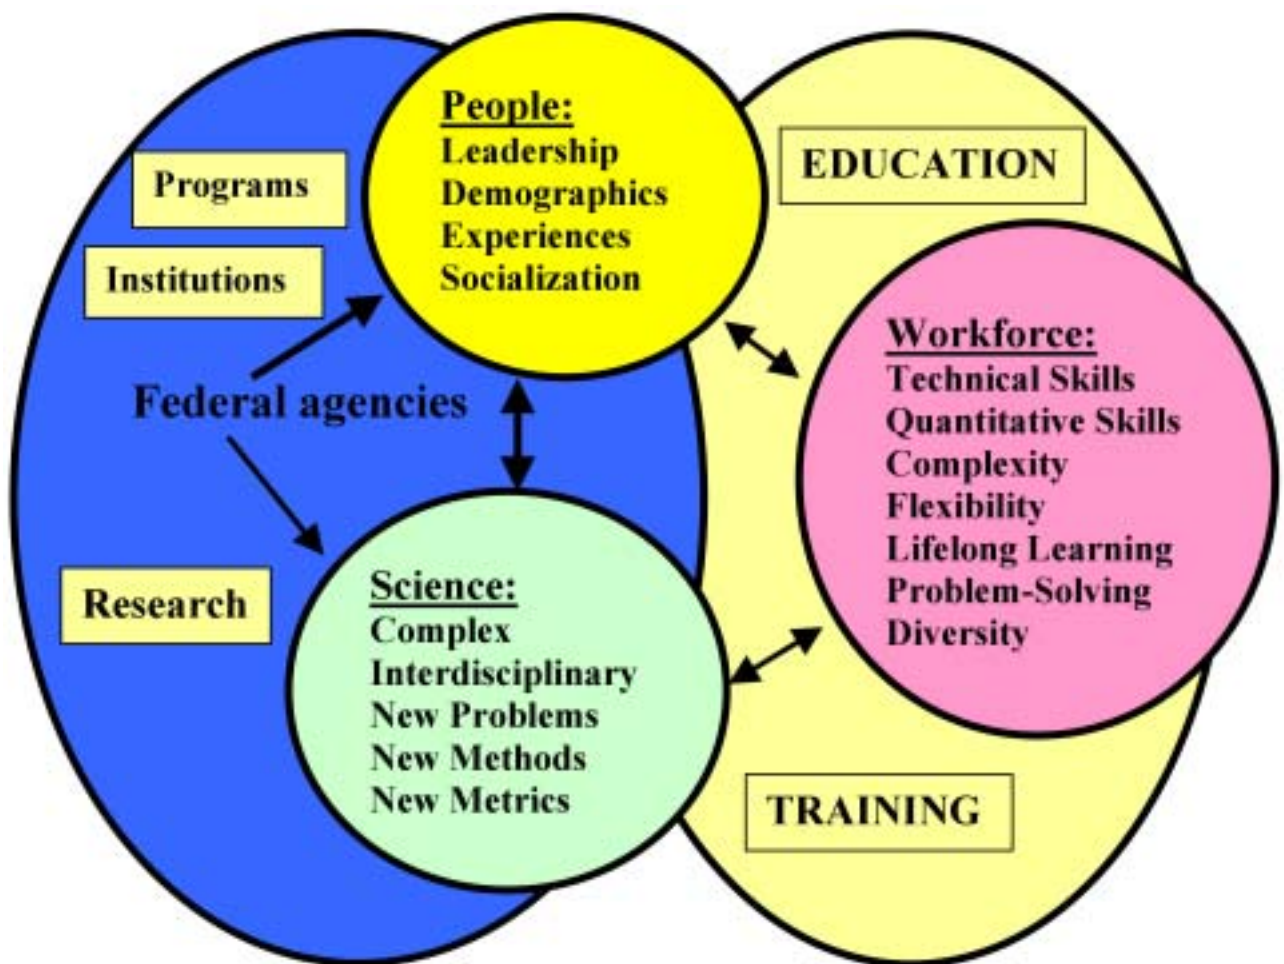 Programs
Institutions
Federal agencies
Research
People:
Leadership
Demographics
Experiences
Socialization
Science:
Complex
Interdisciplinary
New Problems
New Methods
New Metrics
EDUCATION
Workforce:
Technical Skills
Quantitative Skills
Complexity
Flexibility
Lifelong Learning
Problem-Solving
Diversity
TRAINING